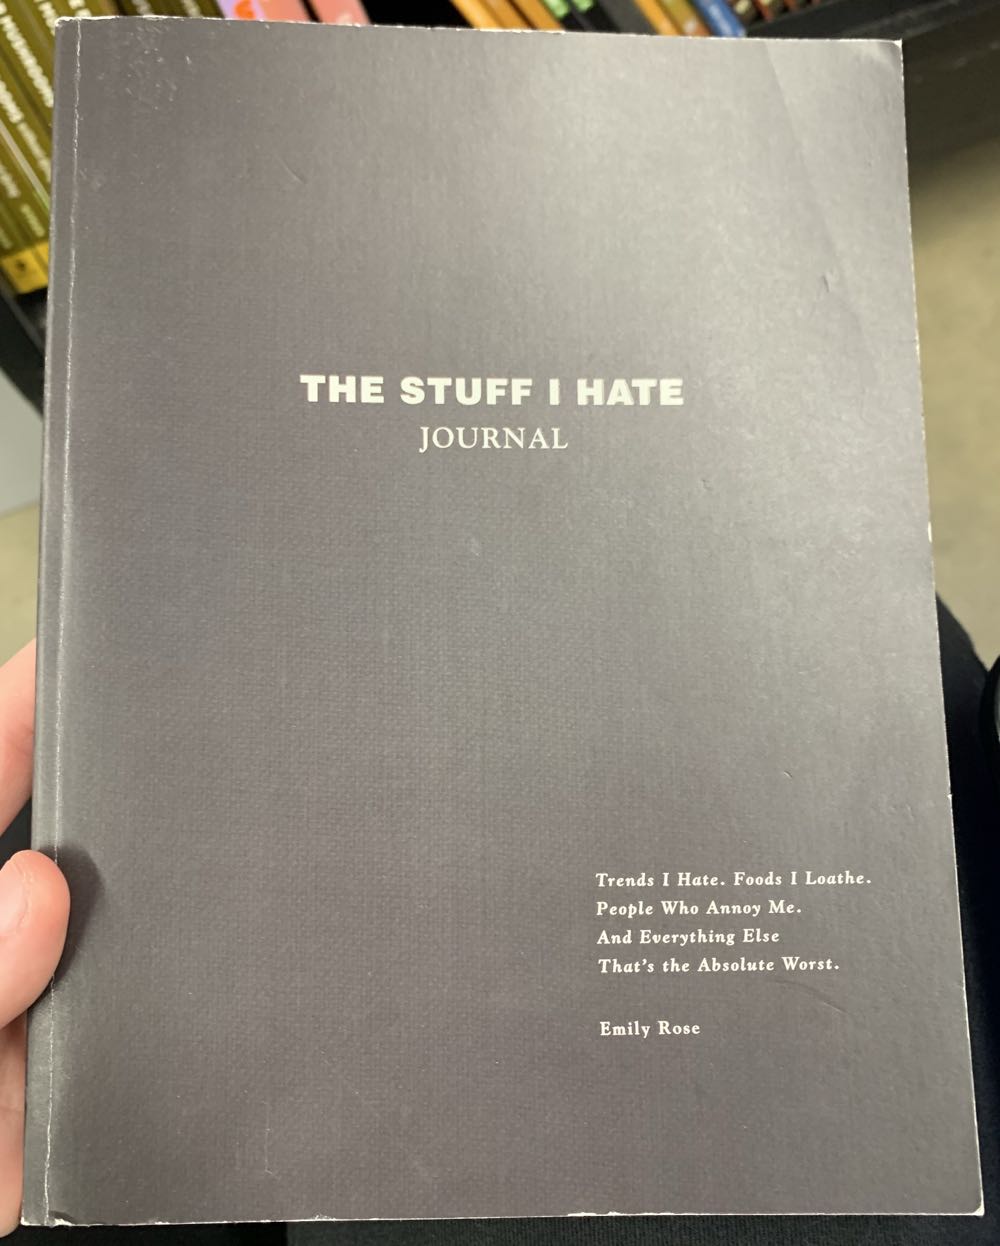 THE STUFF I HATE
JOURNAL
Trends I Hate. Foods I Loathe.
People Who Annoy Me.
And Everything Else
That's the Absolute Worst.
Emily Rose